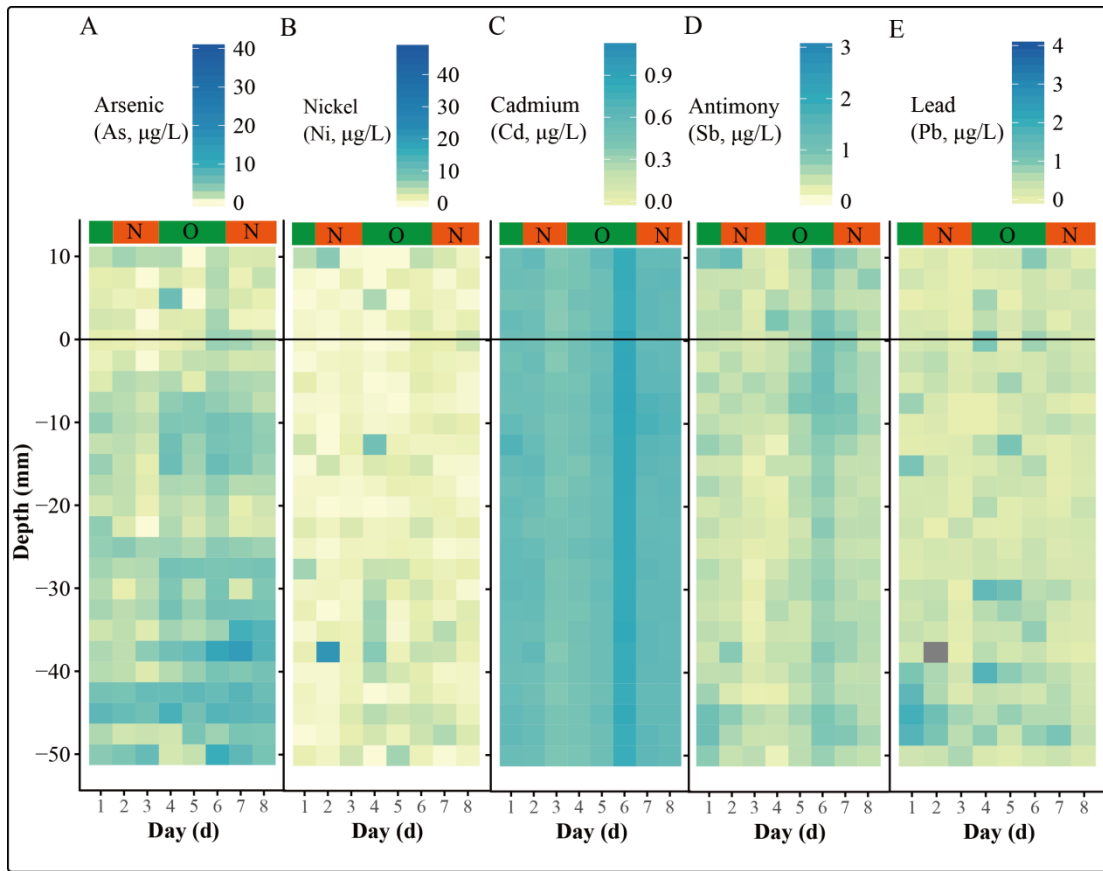 A
B
C
D
E
Arsenic
(As, μg/L)
40
30
20
10
0
Nickel
(Ni, μg/L)
40
30
20
10
0
Cadmium
(Cd, μg/L)
0.9
0.6
0.3
0.0
Antimony
(Sb, μg/L)
3
2
1
0
Lead
(Pb, μg/L)
4
3
2
1
0
N O N
N O N
N O N
N O N
N O N
Depth (mm)
10
0
−10
−20
−30
−40
−50
1 2 3 4 5 6 7 8
1 2 3 4 5 6 7 8
1 2 3 4 5 6 7 8
1 2 3 4 5 6 7 8
1 2 3 4 5 6 7 8
Day (d)
Day (d)
Day (d)
Day (d)
Day (d)